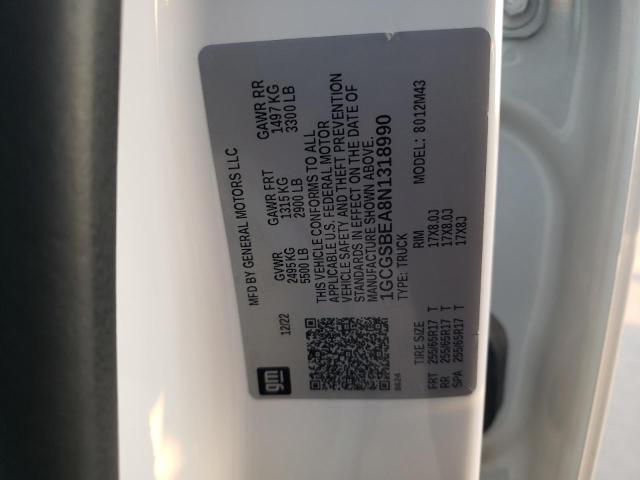 gm
MFD BY GENERAL MOTORS LLC
12/22
GVWR
2495 KG
5500 LB
GAWR FRT
1315 KG
2900 LB
GAWR RR
1497 KG
3300 LB
THIS VEHICLE CONFORMS TO ALL
APPLICABLE U.S. FEDERAL MOTOR
VEHICLE SAFETY AND THEFT PREVENTION
STANDARDS IN EFFECT ON THE DATE OF
MANUFACTURE SHOWN ABOVE.
1GCGSBEA8N1318990
TYPE: TRUCK
MODEL: 8012M43
8624
TIRE SIZE RIM
FRT 255/65R17 T 17X8.0J
RR 255/65R17 T 17X8.0J
SPA 255/65R17 T 17X8J